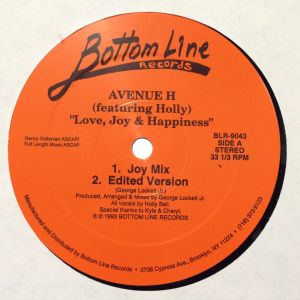 Bottom Line
Records
AVENUE H
(featuring Holly)
"Love, Joy & Happiness"
Nancy
ASCAP/
Full Length Music ASCAP
BLR-9043
SIDE A
STEREO
33 1/3 RPM
1. Joy Mix
2. Edited Version
(George Lockett Jr.)
Produced, Arranged & Mixed by George Lockett Jr.
All vocals by Holly Bell,
Special thanks to Kyle & Cheryl,
℗ © 1993 BOTTOM LINE RECORDS
Manufactured and Distributed by Bottom Line Records - Cypress Ave., Brooklyn, NY 11224 - (718)